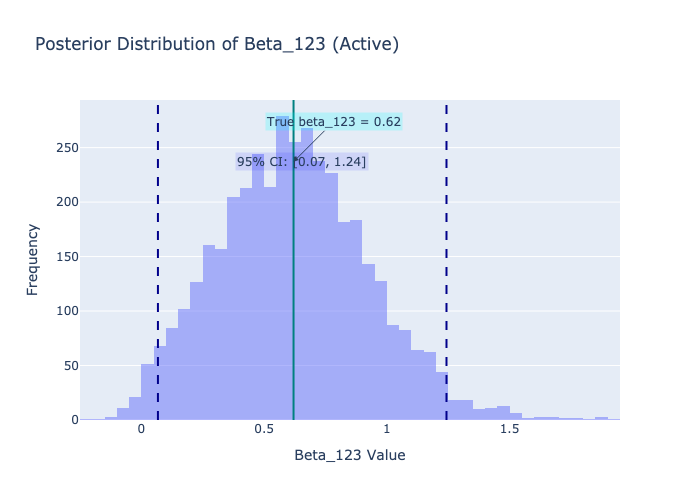 Posterior Distribution of Beta_123 (Active)
True beta_123 = 0.62
95% CI: [0.07, 1.24]
250
200
150
100
50
0
Frequency
0
0.5
1
1.5
Beta_123 Value